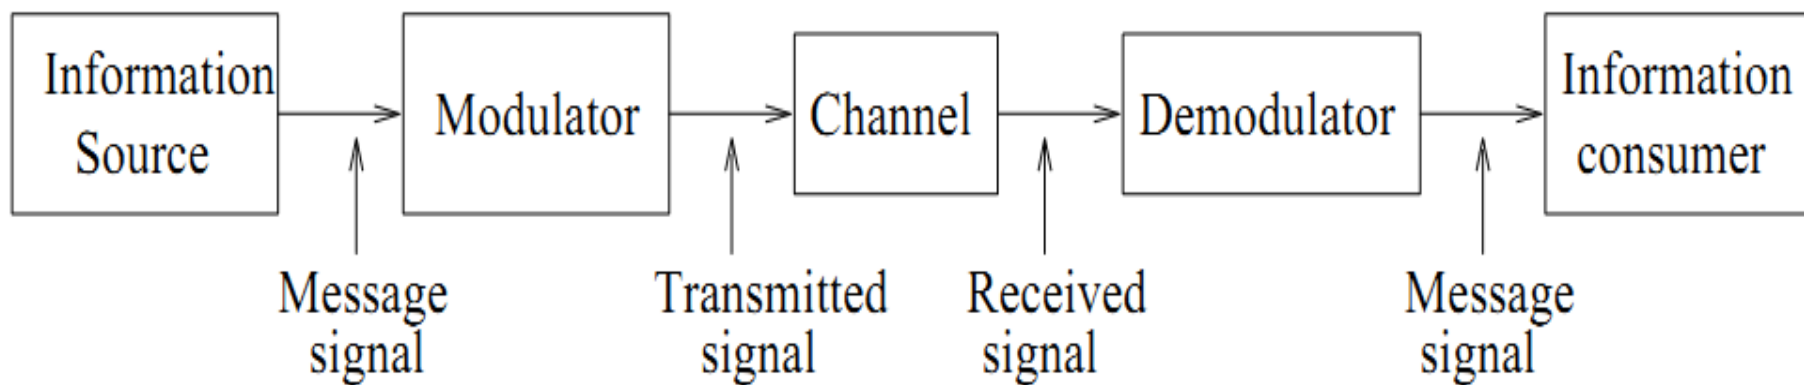 Information
Source
Modulator
Channel
Demodulator
Information
consumer
Message
signal
Transmitted
signal
Received
signal
Message
signal